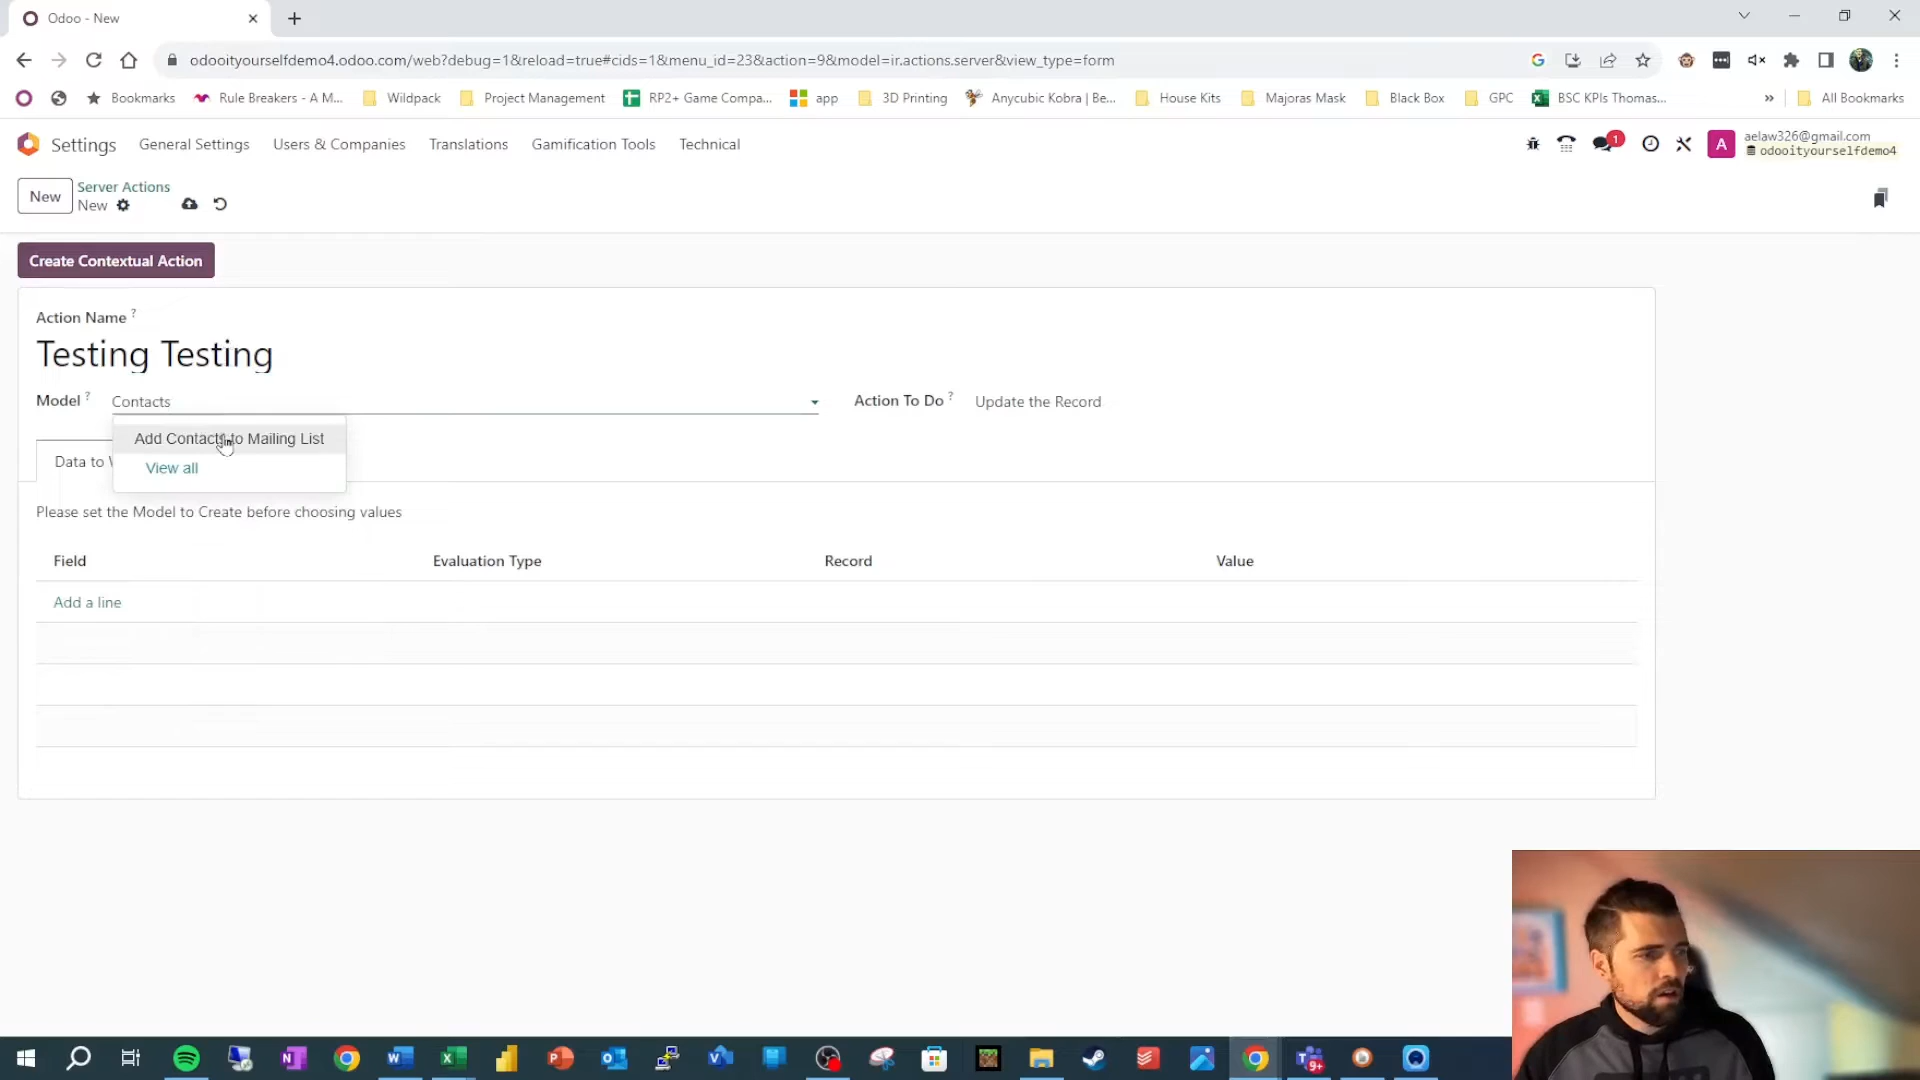 Odoo - New
odooityourselfdemo4.odoo.com/web?debug=1&reload=true#cids=1&menu_id=23&action=9&model=ir.actions.server&view_type=form
Bookmarks Rule Breakers - A M... Wildpack Project Management RP2+ Game Compa... app 3D Printing Anycubic Kobra | Be... House Kits Majoras Mask Black Box GPC BSC KPIs Thomas... » All Bookmarks
Settings General Settings Users & Companies Translations Gamification Tools Technical 1 A aelaw326@gmail.com
odooityourselfdemo4
New Server Actions
New
Create Contextual Action
Action Name ?
Testing Testing
Model ? Contacts Action To Do ? Update the Record
Add Contacts to Mailing List
Data to W
View all
Please set the Model to Create before choosing values
Field Evaluation Type Record Value
Add a line
9+